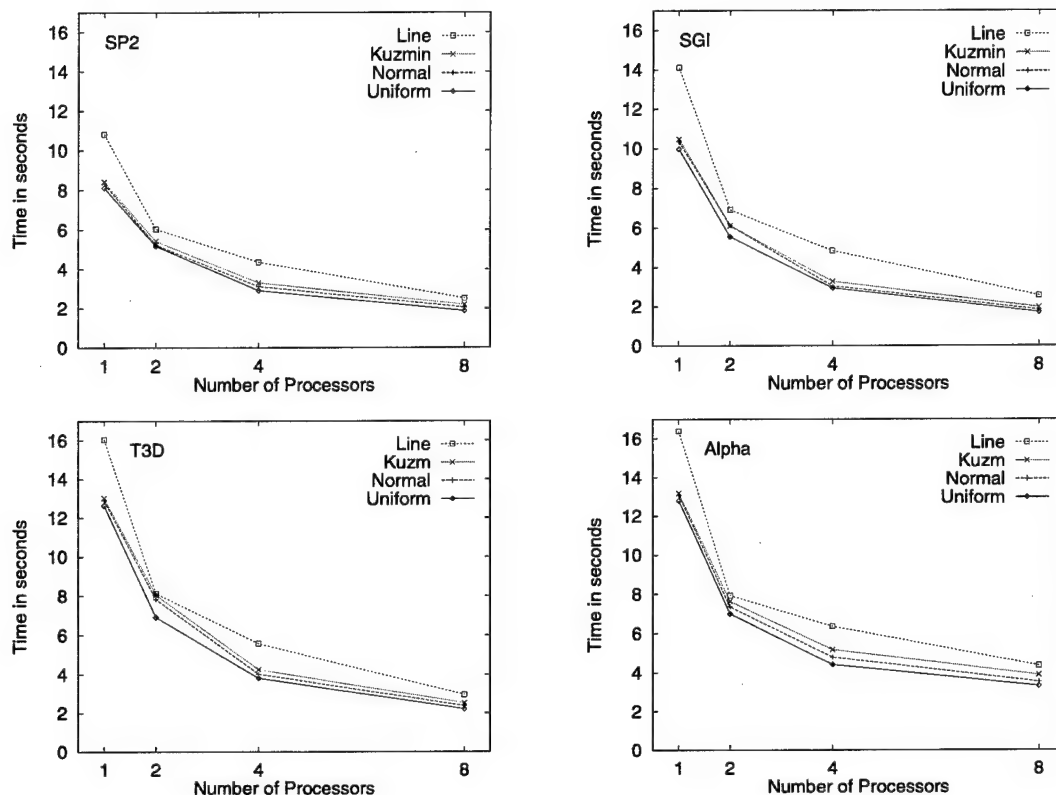 SP2
Line
Kuzmin
Normal
Uniform
Time in seconds
16
14
12
10
8
6
4
2
0
1 2 4 8
Number of Processors
SGI
Line
Kuzmin
Normal
Uniform
Time in seconds
16
14
12
10
8
6
4
2
0
1 2 4 8
Number of Processors
T3D
Line
Kuzm
Normal
Uniform
Time in seconds
16
14
12
10
8
6
4
2
0
1 2 4 8
Number of Processors
Alpha
Line
Kuzm
Normal
Uniform
Time in seconds
16
14
12
10
8
6
4
2
0
1 2 4 8
Number of Processors